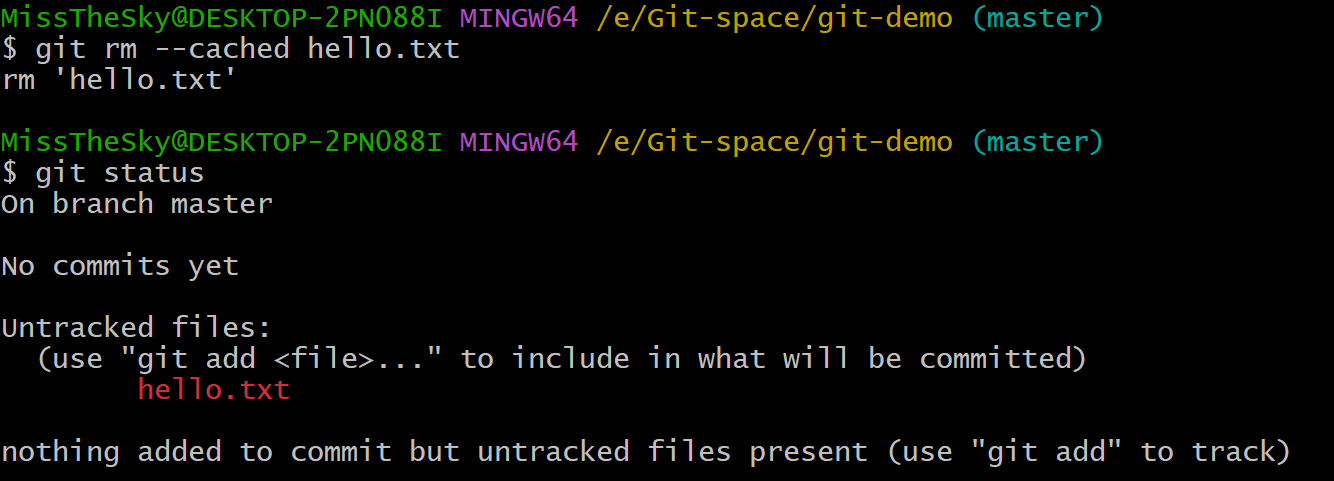 MissTheSky@DESKTOP-2PNO88I MINGW64 /e/Git-space/git-demo (master)
$ git rm --cached hello.txt
rm 'hello.txt'
MissTheSky@DESKTOP-2PNO88I MINGW64 /e/Git-space/git-demo (master)
$ git status
On branch master
No commits yet
Untracked files:
  (use "git add <file>..." to include in what will be committed)
        hello.txt
nothing added to commit but untracked files present (use "git add" to track)